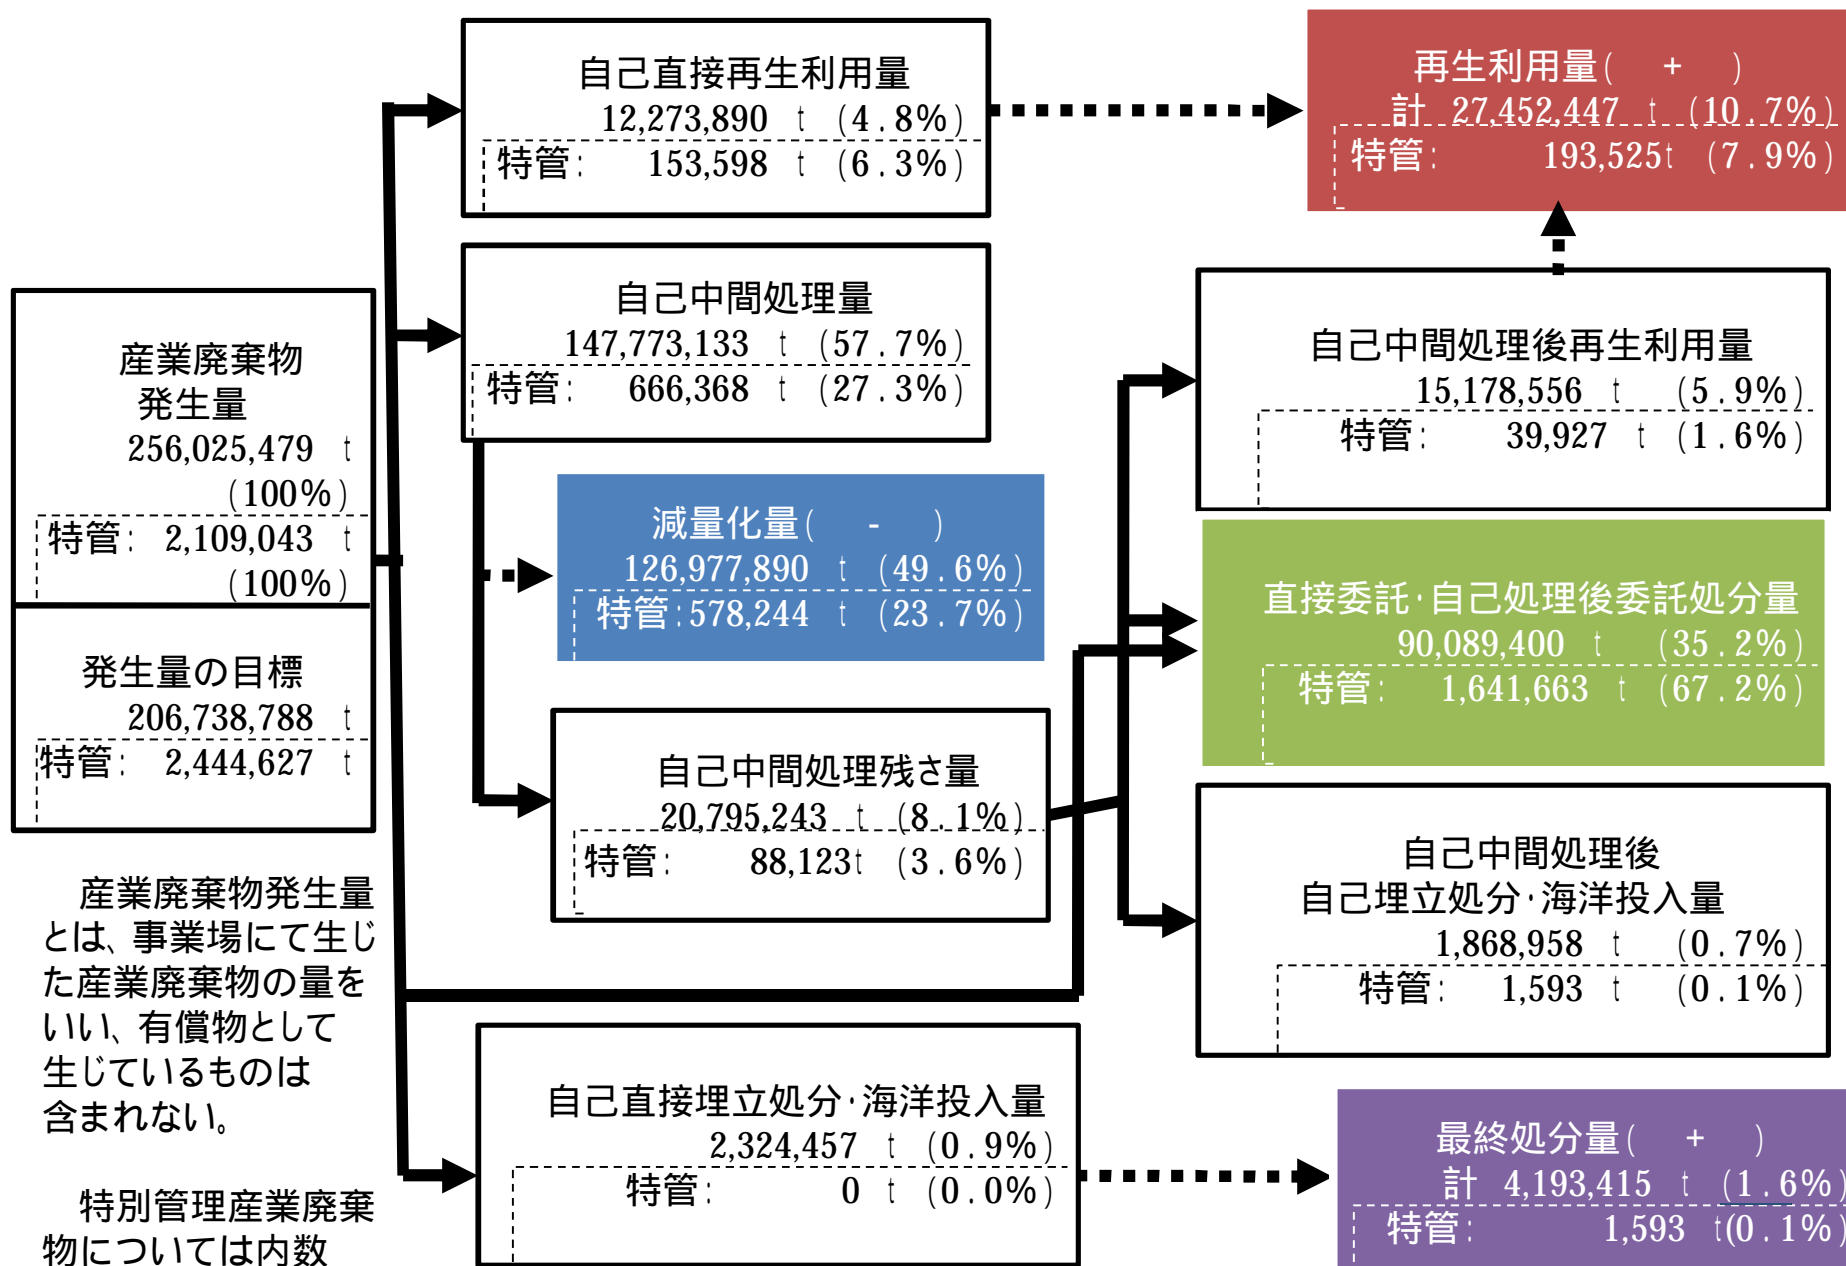 産業廃棄物
発生量
256,025,479 t
(100%)
特管: 2,109,043 t
(100%)
発生量の目標
206,738,788 t
特管: 2,444,627 t
産業廃棄物発生量
とは、事業場にて生じ
た産業廃棄物の量を
いい、有償物として
生じているものは
含まれない。
特別管理産業廃棄
物については内数
自己直接再生利用量
12,273,890 t (4.8%)
特管: 153,598 t (6.3%)
自己中間処理量
147,773,133 t (57.7%)
特管: 666,368 t (27.3%)
減量化量( - )
126,977,890 t (49.6%)
特管:578,244 t (23.7%)
自己中間処理残さ量
20,795,243 t (8.1%)
特管: 88,123t (3.6%)
自己直接埋立処分・海洋投入量
2,324,457 t (0.9%)
特管: 0 t (0.0%)
再生利用量( + )
計 27,452,447 t (10.7%)
特管: 193,525t (7.9%)
自己中間処理後再生利用量
15,178,556 t (5.9%)
特管: 39,927 t (1.6%)
直接委託・自己処理後委託処分量
90,089,400 t (35.2%)
特管: 1,641,663 t (67.2%)
自己中間処理後
自己埋立処分・海洋投入量
1,868,958 t (0.7%)
特管: 1,593 t (0.1%)
最終処分量( + )
計 4,193,415 t (1.6%)
特管: 1,593 t(0.1%)